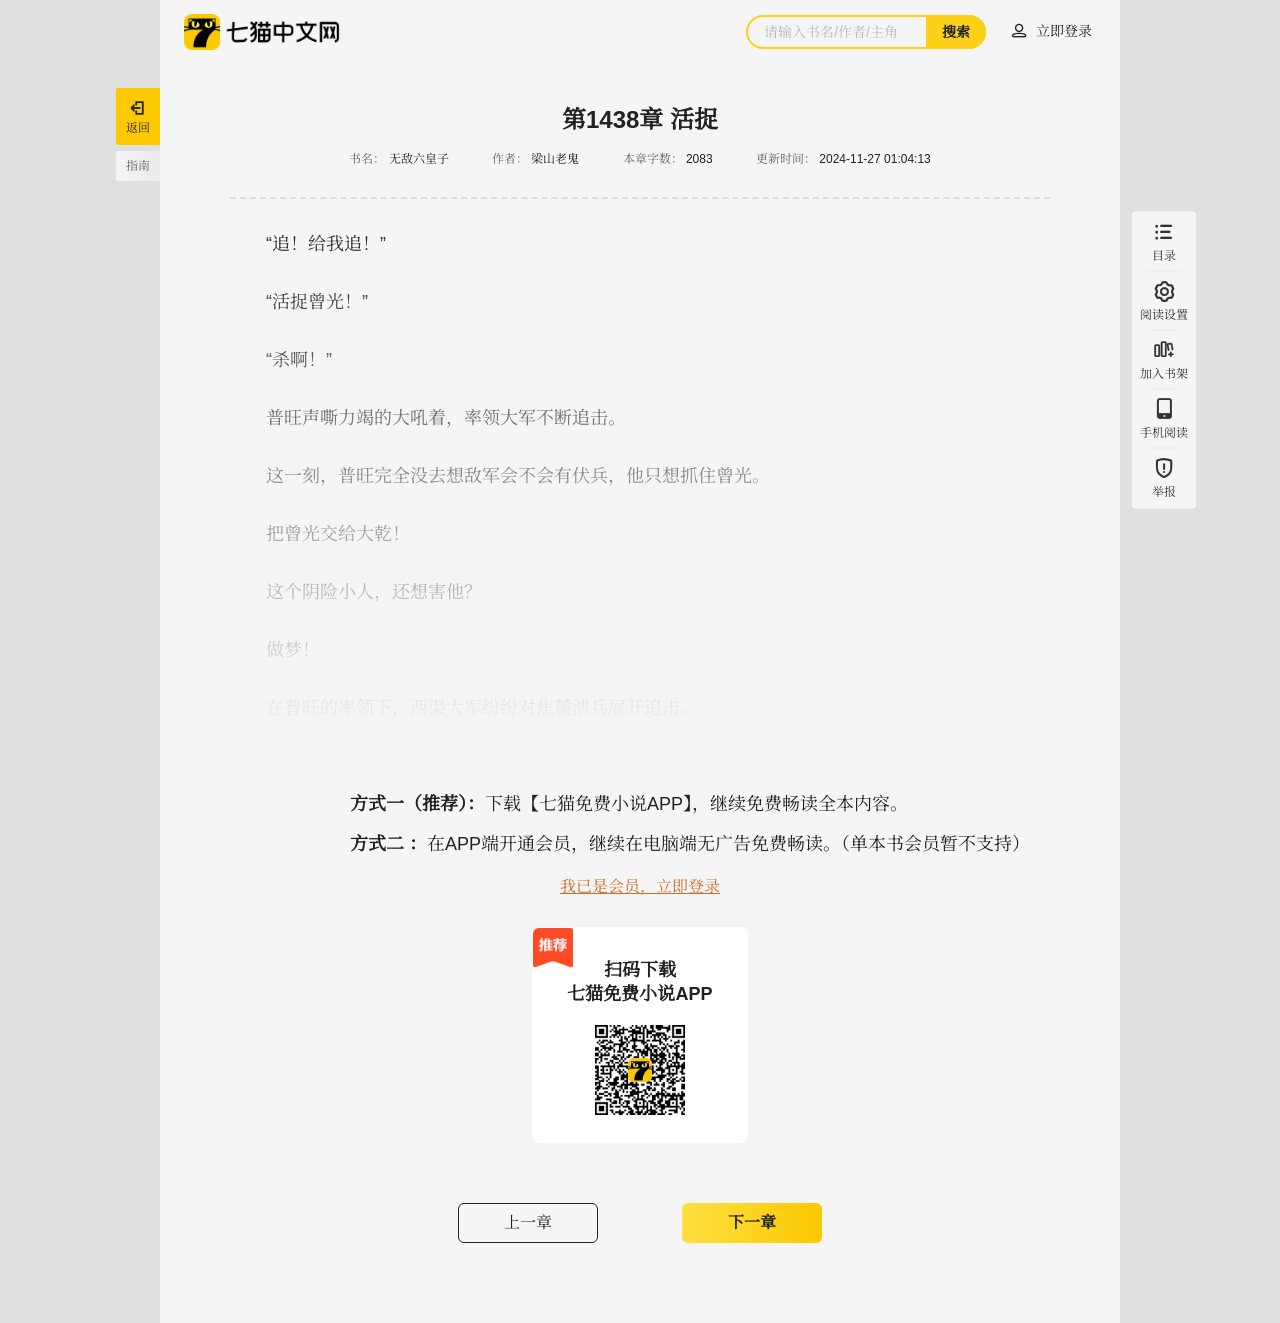 七猫中文网
请输入书名/作者/主角
搜索
立即登录
返回
指南
第1438章 活捉
书名： 无敌六皇子 作者： 梁山老鬼 本章字数： 2083 更新时间： 2024-11-27 01:04:13
“追！给我追！”
“活捉曾光！”
“杀啊！”
普旺声嘶力竭的大吼着，率领大军不断追击。
这一刻，普旺完全没去想敌军会不会有伏兵，他只想抓住曾光。
把曾光交给大乾！
这个阴险小人，还想害他？
做梦！
在普旺的率领下，西渠大军纷纷对焦麓溃兵展开追击。
目录
阅读设置
加入书架
手机阅读
举报
方式一（推荐）：下载【七猫免费小说APP】，继续免费畅读全本内容。
方式二 ：在APP端开通会员，继续在电脑端无广告免费畅读。（单本书会员暂不支持）
我已是会员，立即登录
推荐
扫码下载
七猫免费小说APP
上一章
下一章